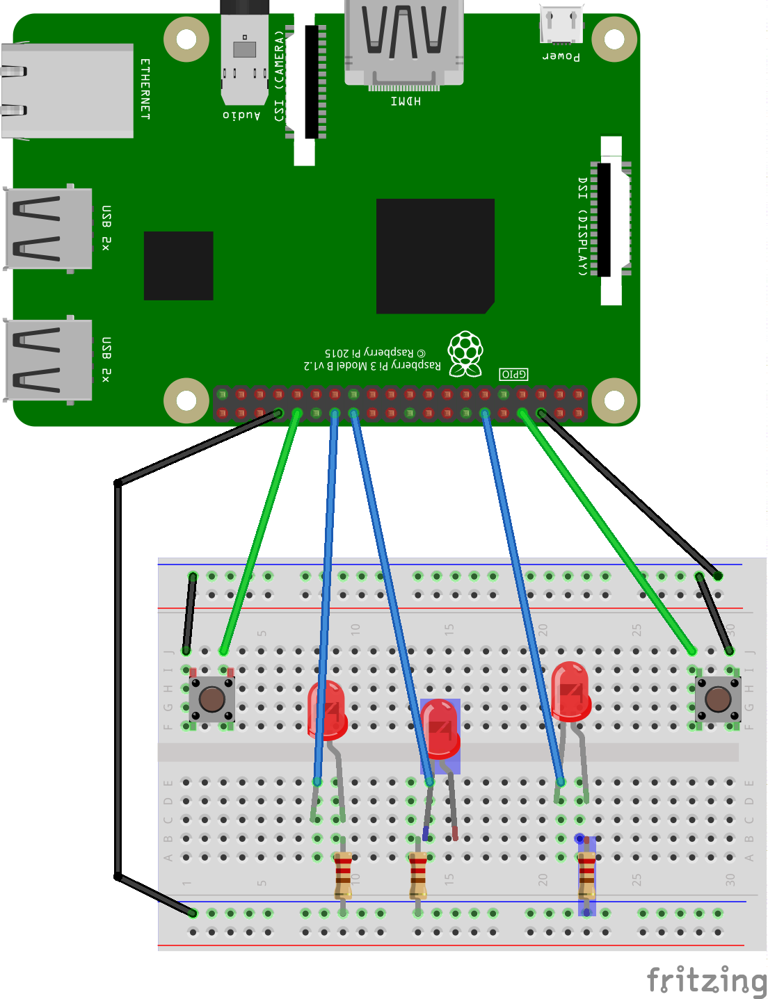 Power
HDMI
Audio
CSI (CAMERA)
ETHERNET
DSI (DISPLAY)
USB 2x
USB 2x
© Raspberry Pi 2015
Raspberry Pi 3 Model B v1.2
GPIO
5 10 15 20 25 30
J J
I I
H H
G G
F F
E E
D D
C C
B B
A A
1 5 10 15 20 25 30
fritzing